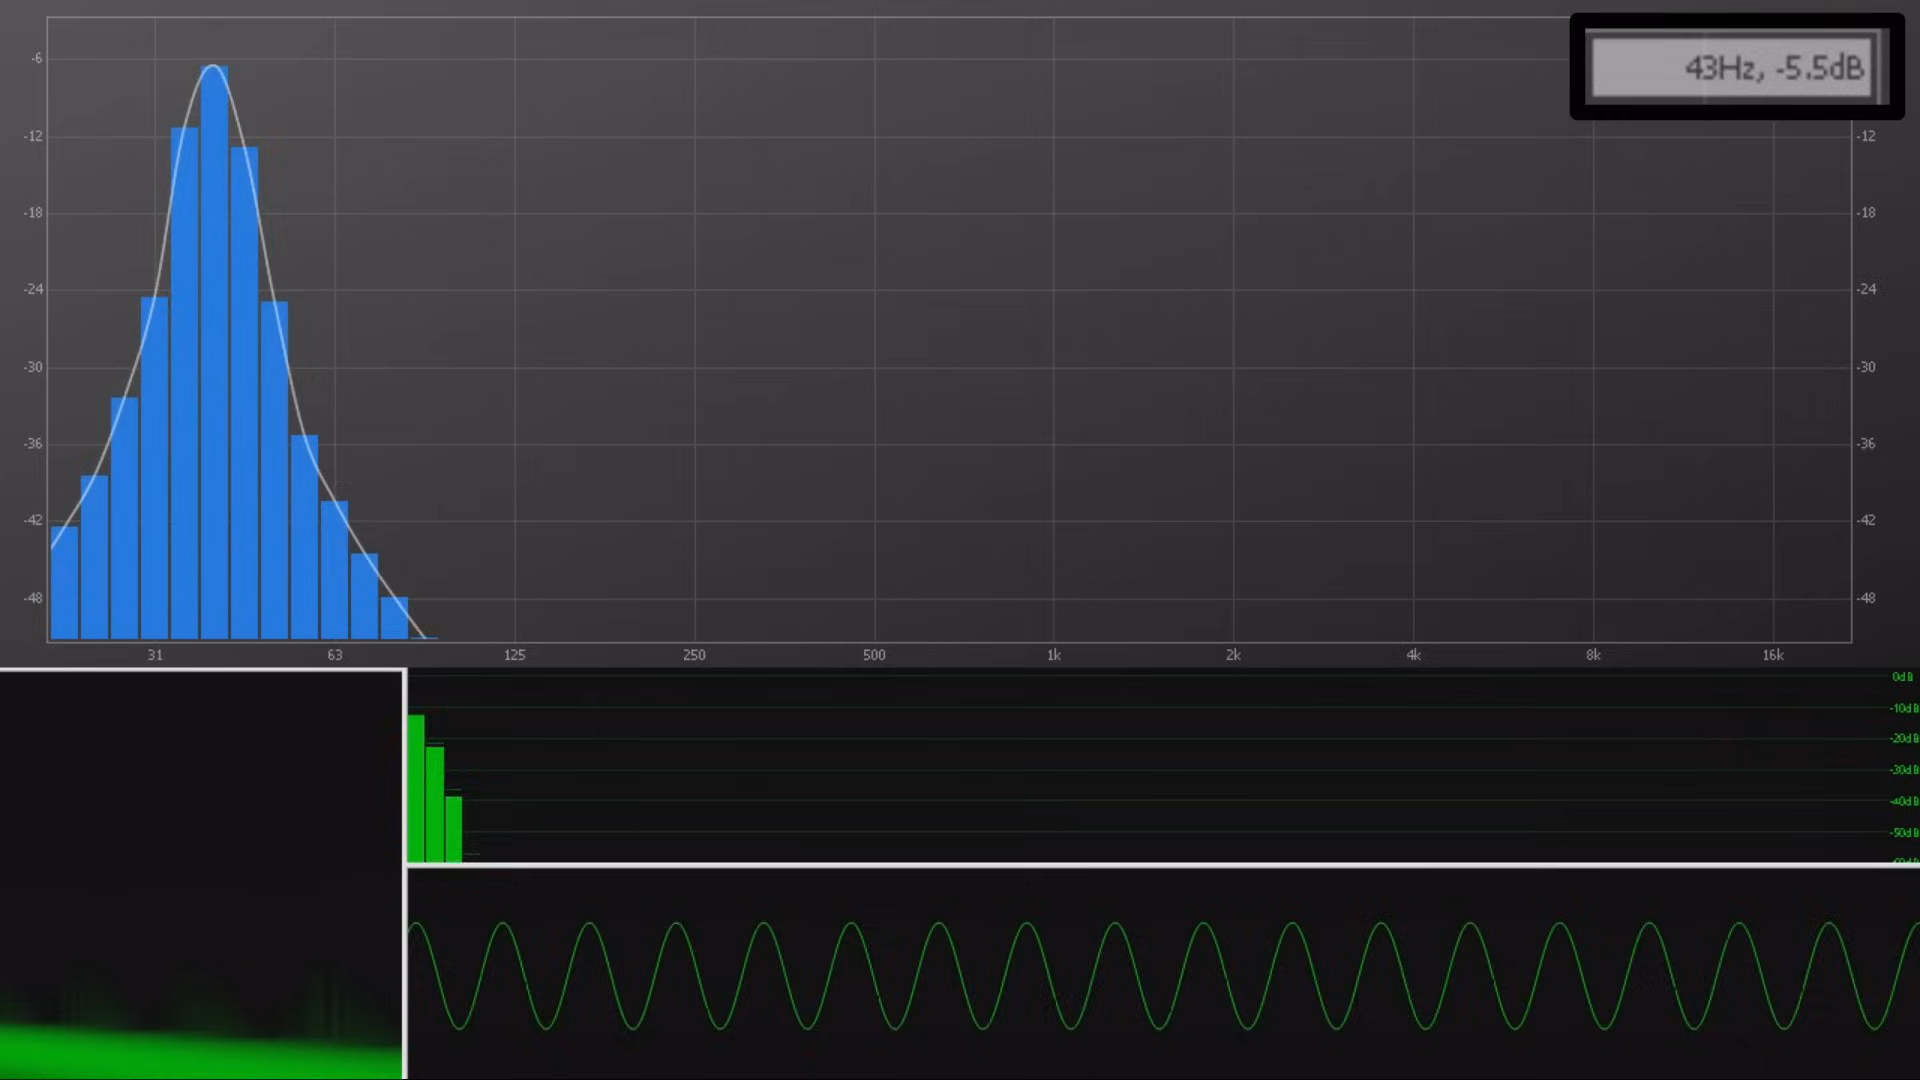 43Hz, -5.5dB
-6
-12 -12
-18 -18
-24 -24
-30 -30
-36 -36
-42 -42
-48 -48
31 63 125 250 500 1k 2k 4k 8k 16k
0dB
-10dB
-20dB
-30dB
-40dB
-50dB